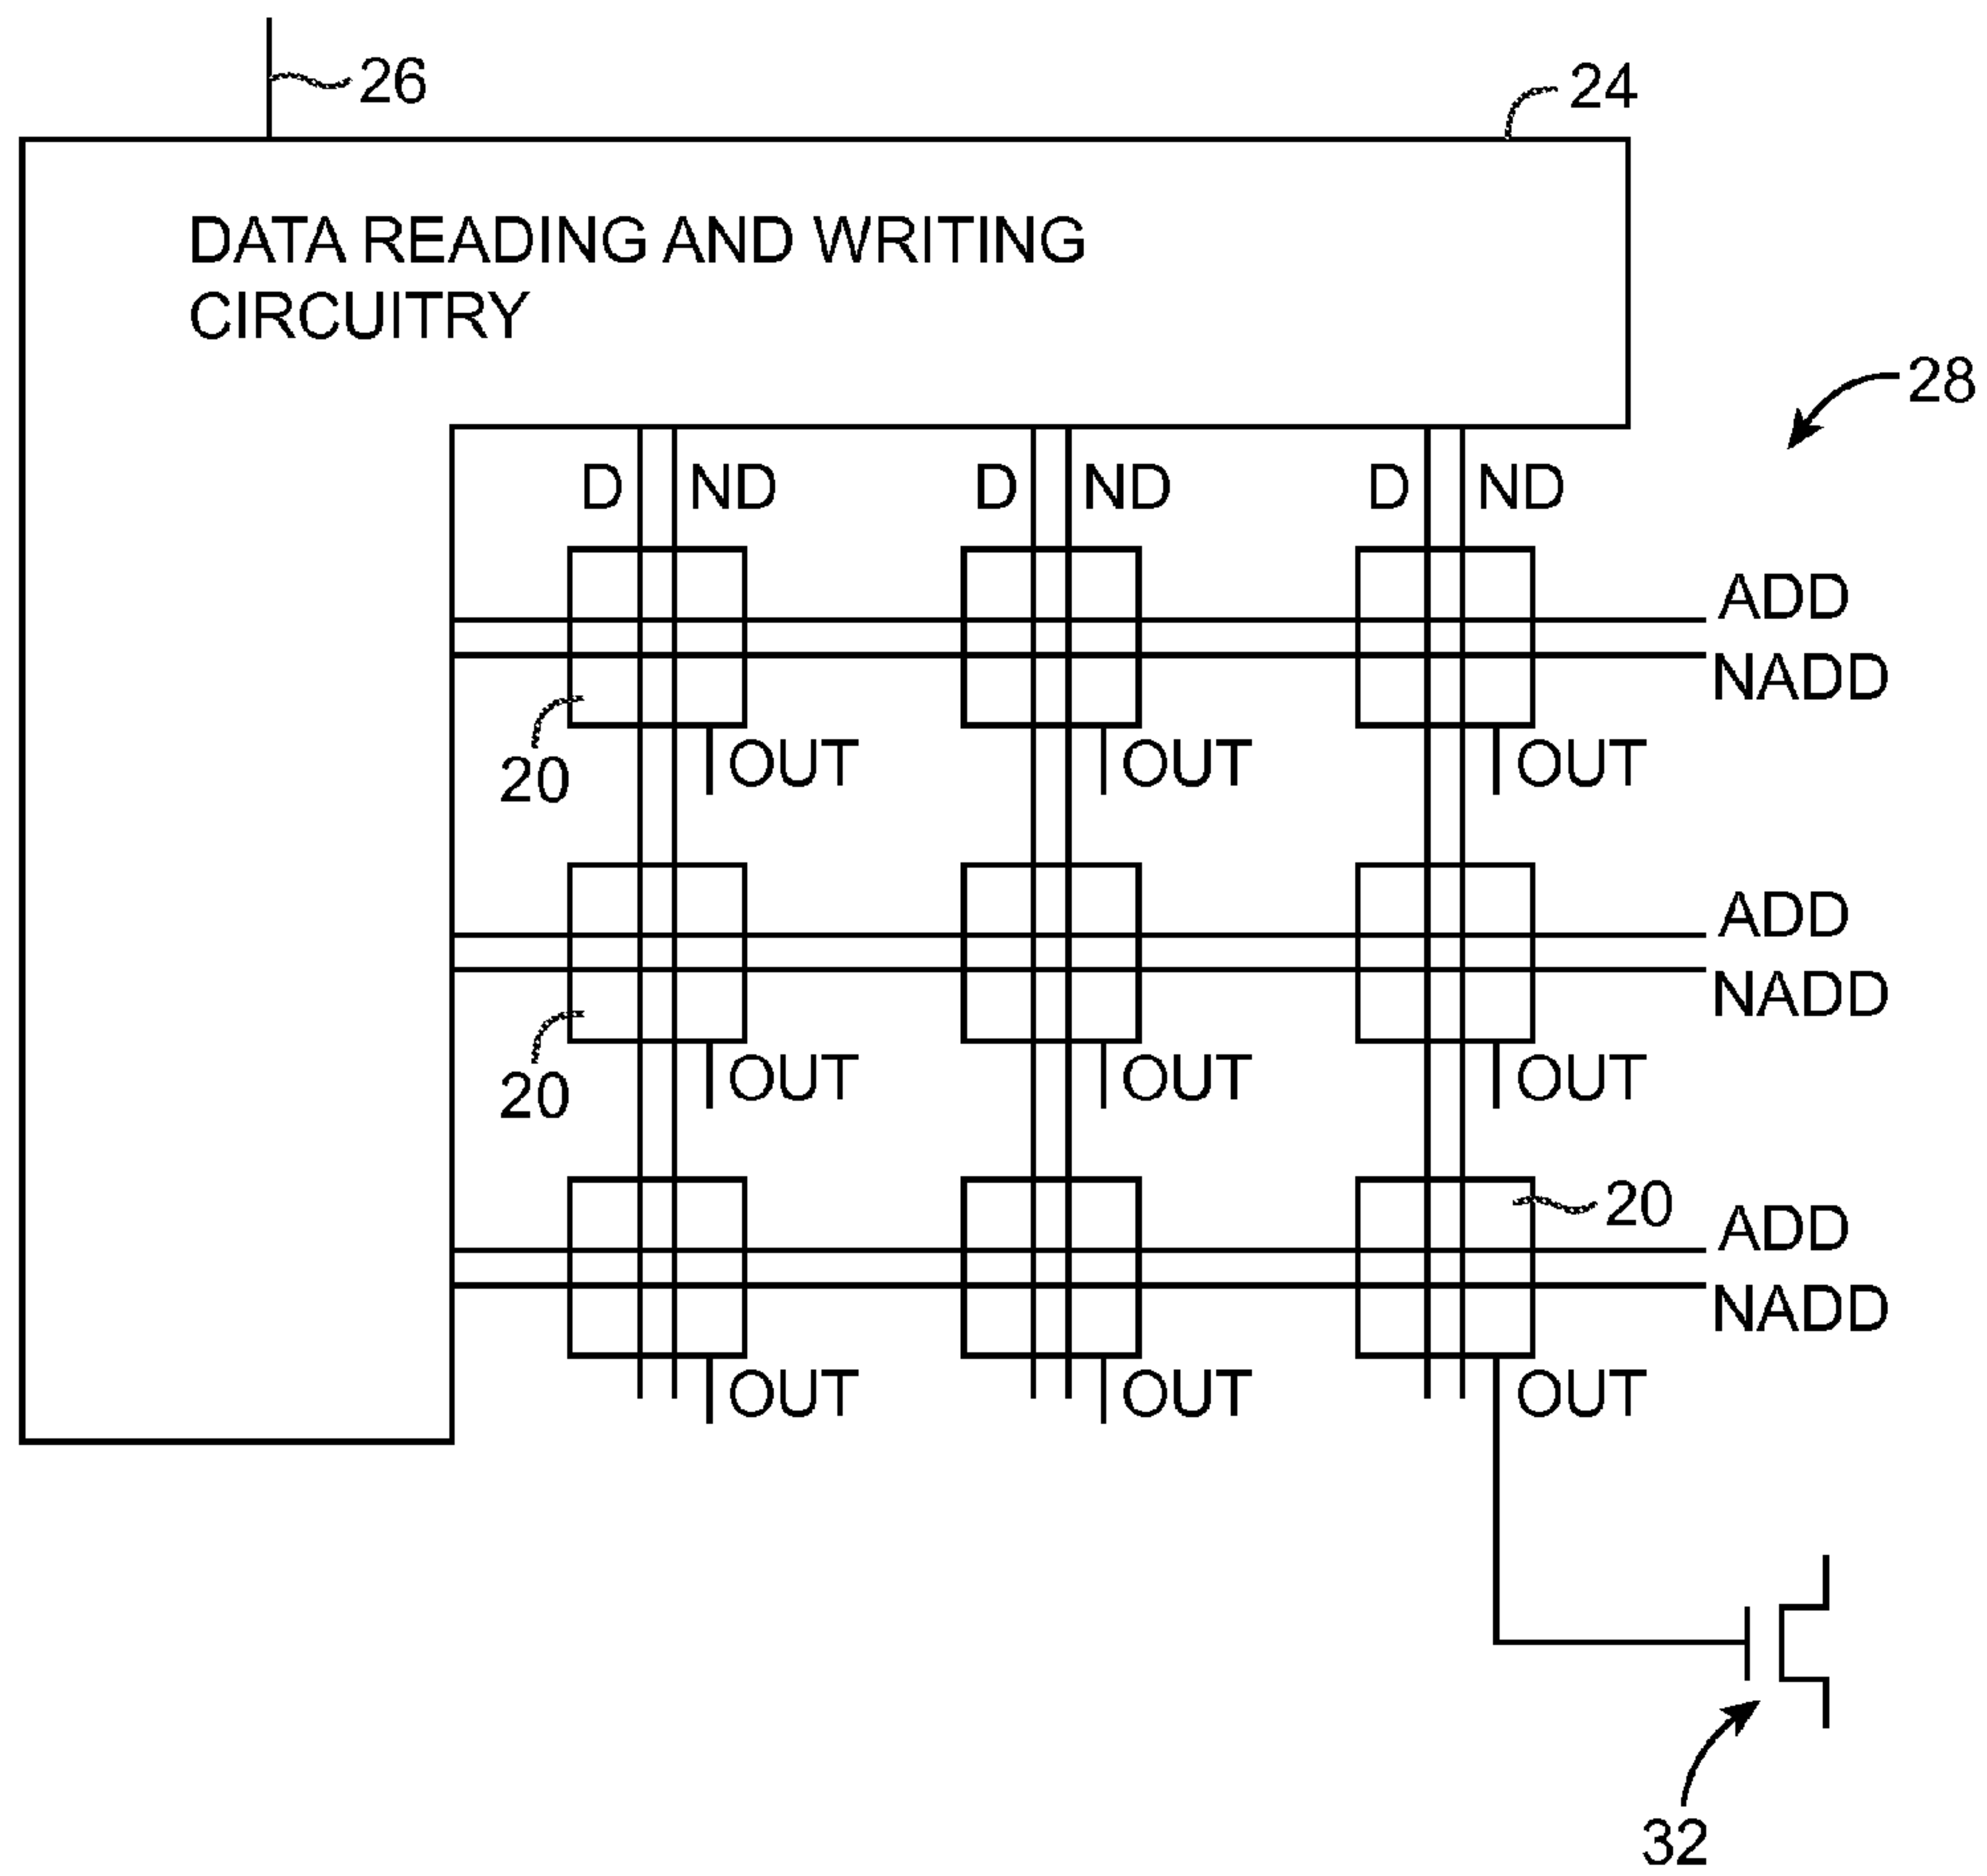 26
24
DATA READING AND WRITING
CIRCUITRY
28
D ND D ND D ND
ADD
NADD
20 OUT OUT OUT
ADD
NADD
20 OUT OUT OUT
20
ADD
NADD
OUT OUT OUT
32